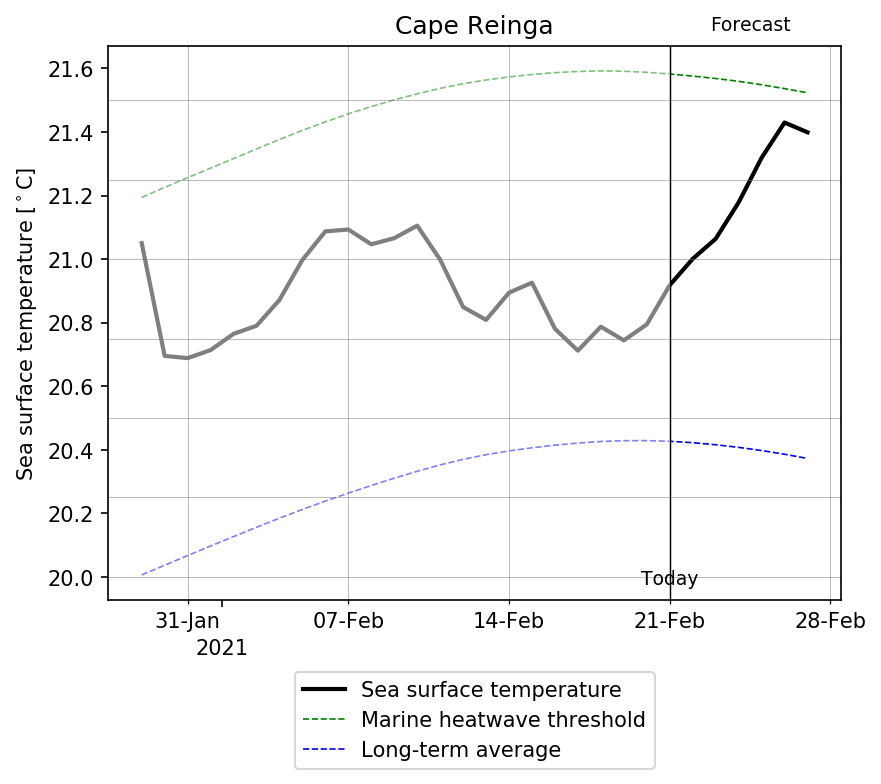 Cape Reinga
Forecast
Sea surface temperature [°C]
21.6
21.4
21.2
21.0
20.8
20.6
20.4
20.2
20.0
Today
31-Jan
07-Feb
14-Feb
21-Feb
28-Feb
2021
Sea surface temperature
Marine heatwave threshold
Long-term average